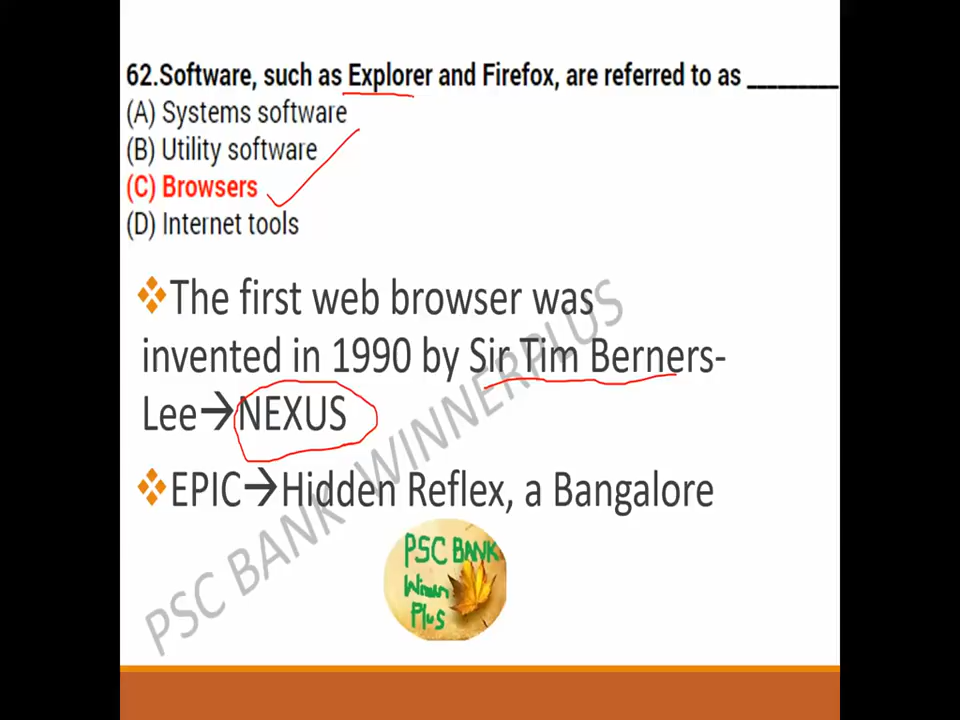 62.Software, such as Explorer and Firefox, are referred to as _________
(A) Systems software
(B) Utility software
(C) Browsers
(D) Internet tools
❖The first web browser was
invented in 1990 by Sir Tim Berners-
Lee→NEXUS
❖EPIC→Hidden Reflex, a Bangalore
PSC BANK WINNERPLUS
PSC BANK
Winner
Plus